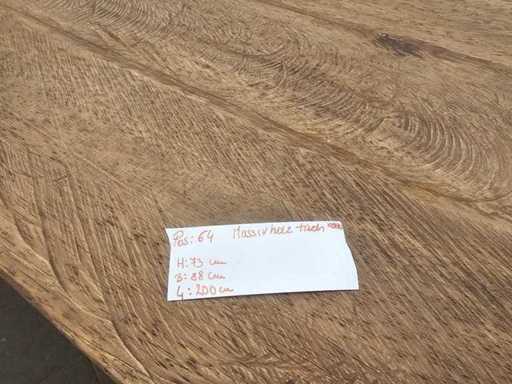 Pos: 64 Massivholz tisch
H: 73 cm
B: 88 cm
L: 200 cm